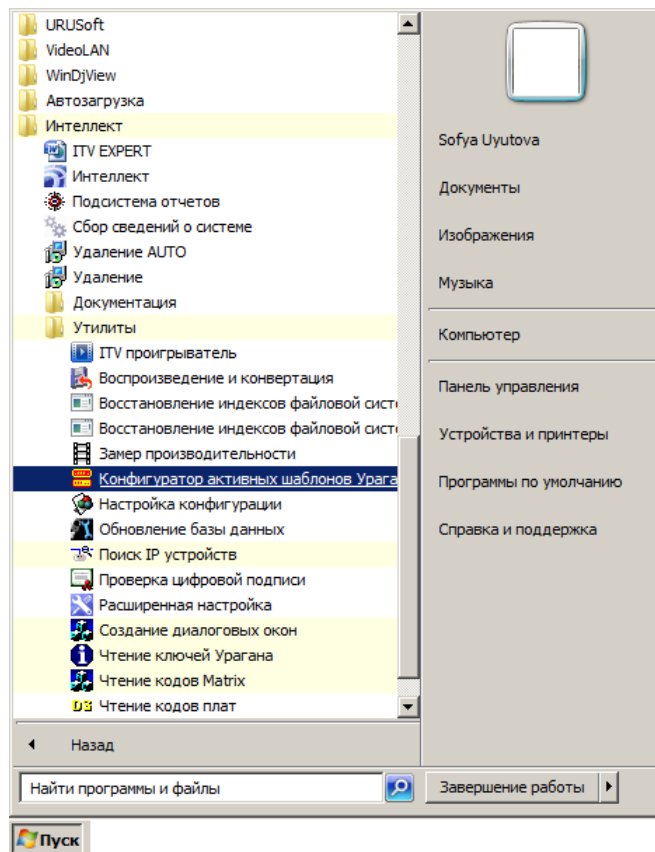 URUSoft
VideoLAN
WinDjView
Автозагрузка
Интеллект
ITV EXPERT
Интеллект
Подсистема отчетов
Сбор сведений о системе
Удаление AUTO
Удаление
Документация
Утилиты
ITV проигрыватель
Воспроизведение и конвертация
Восстановление индексов файловой систе
Восстановление индексов файловой систе
Замер производительности
Конфигуратор активных шаблонов Урага
Настройка конфигурации
Обновление базы данных
Поиск IP устройств
Проверка цифровой подписи
Расширенная настройка
Создание диалоговых окон
Чтение ключей Урагана
Чтение кодов Matrix
D3 Чтение кодов плат
Назад
Найти программы и файлы
Sofya Uyutova
Документы
Изображения
Музыка
Компьютер
Панель управления
Устройства и принтеры
Программы по умолчанию
Справка и поддержка
Завершение работы
Пуск